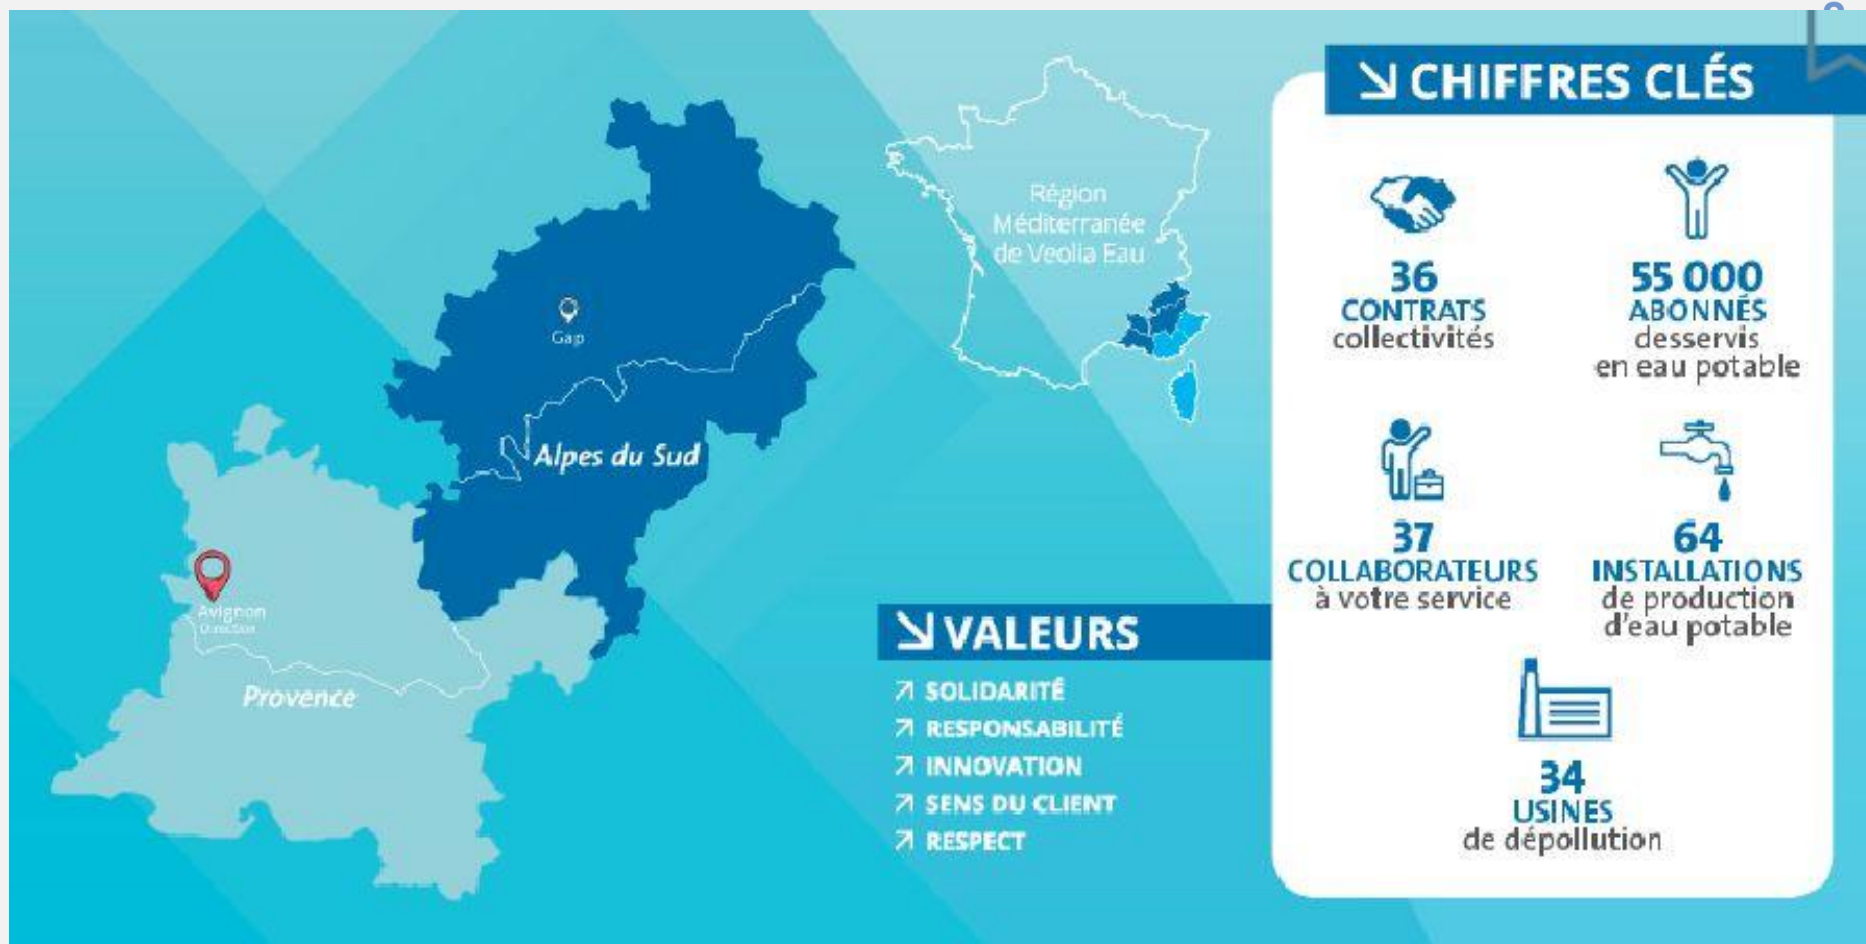 Gap
Alpes du Sud
Avignon
Direction
Provence
Région
Méditerranée
de Veolia Eau
VALEURS
SOLIDARITÉ
RESPONSABILITÉ
INNOVATION
SENS DU CLIENT
RESPECT
CHIFFRES CLÉS
36
CONTRATS
collectivités
55 000
ABONNÉS
desservis
en eau potable
37
COLLABORATEURS
à votre service
64
INSTALLATIONS
de production
d'eau potable
34
USINES
de dépollution